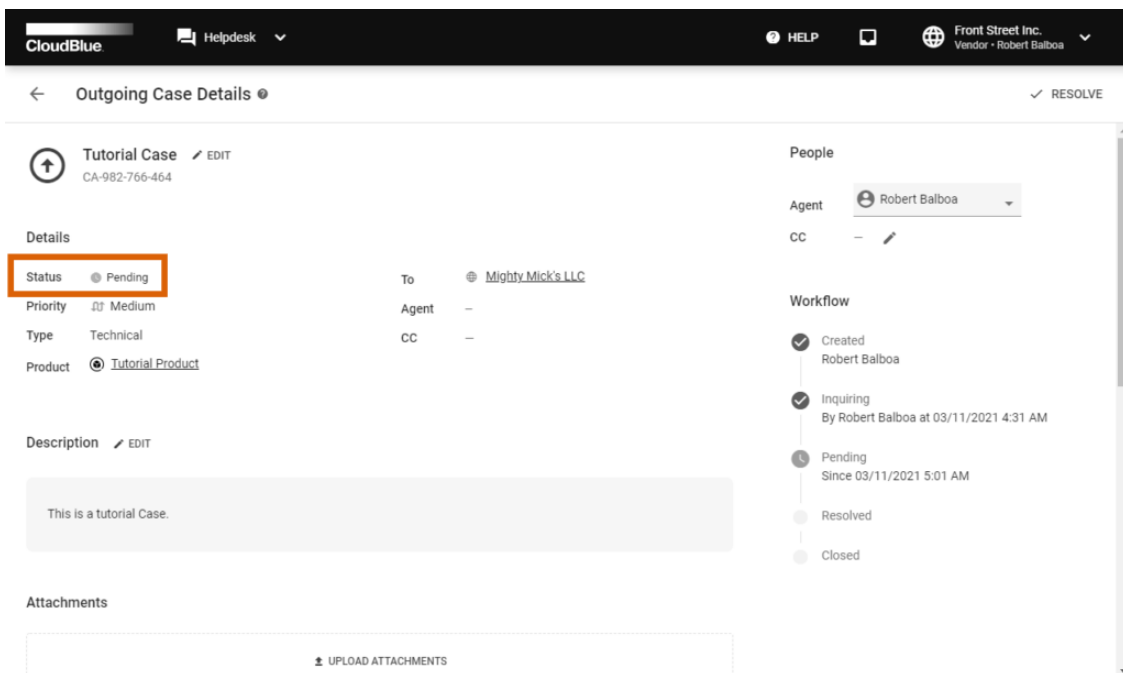 CloudBlue
Helpdesk
HELP
Front Street Inc.
Vendor • Robert Balboa
Outgoing Case Details
RESOLVE
Tutorial Case EDIT
CA-982-766-464
Details
Status Pending
Priority Medium
Type Technical
Product Tutorial Product
To Mighty Mick's LLC
Agent –
CC –
Description EDIT
This is a tutorial Case.
Attachments
UPLOAD ATTACHMENTS
People
Agent Robert Balboa
CC –
Workflow
Created
Robert Balboa
Inquiring
By Robert Balboa at 03/11/2021 4:31 AM
Pending
Since 03/11/2021 5:01 AM
Resolved
Closed